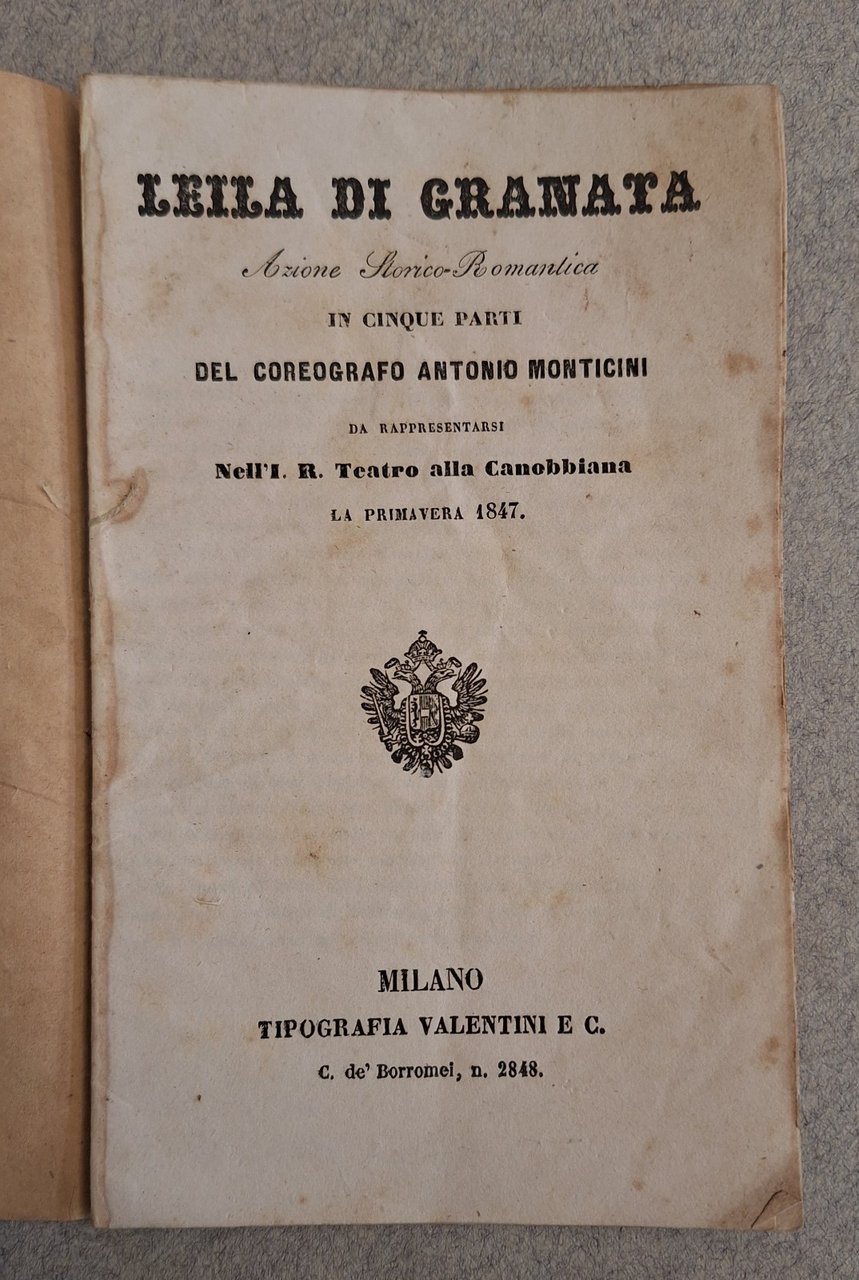 LEILA DI GRANATA
Azione Storico-Romantica
IN CINQUE PARTI
DEL COREOGRAFO ANTONIO MONTICINI
DA RAPPRESENTARSI
Nell'I. R. Teatro alla Canobbiana
LA PRIMAVERA 1847.
MILANO
TIPOGRAFIA VALENTINI E C.
C. de' Borromei, n. 2848.